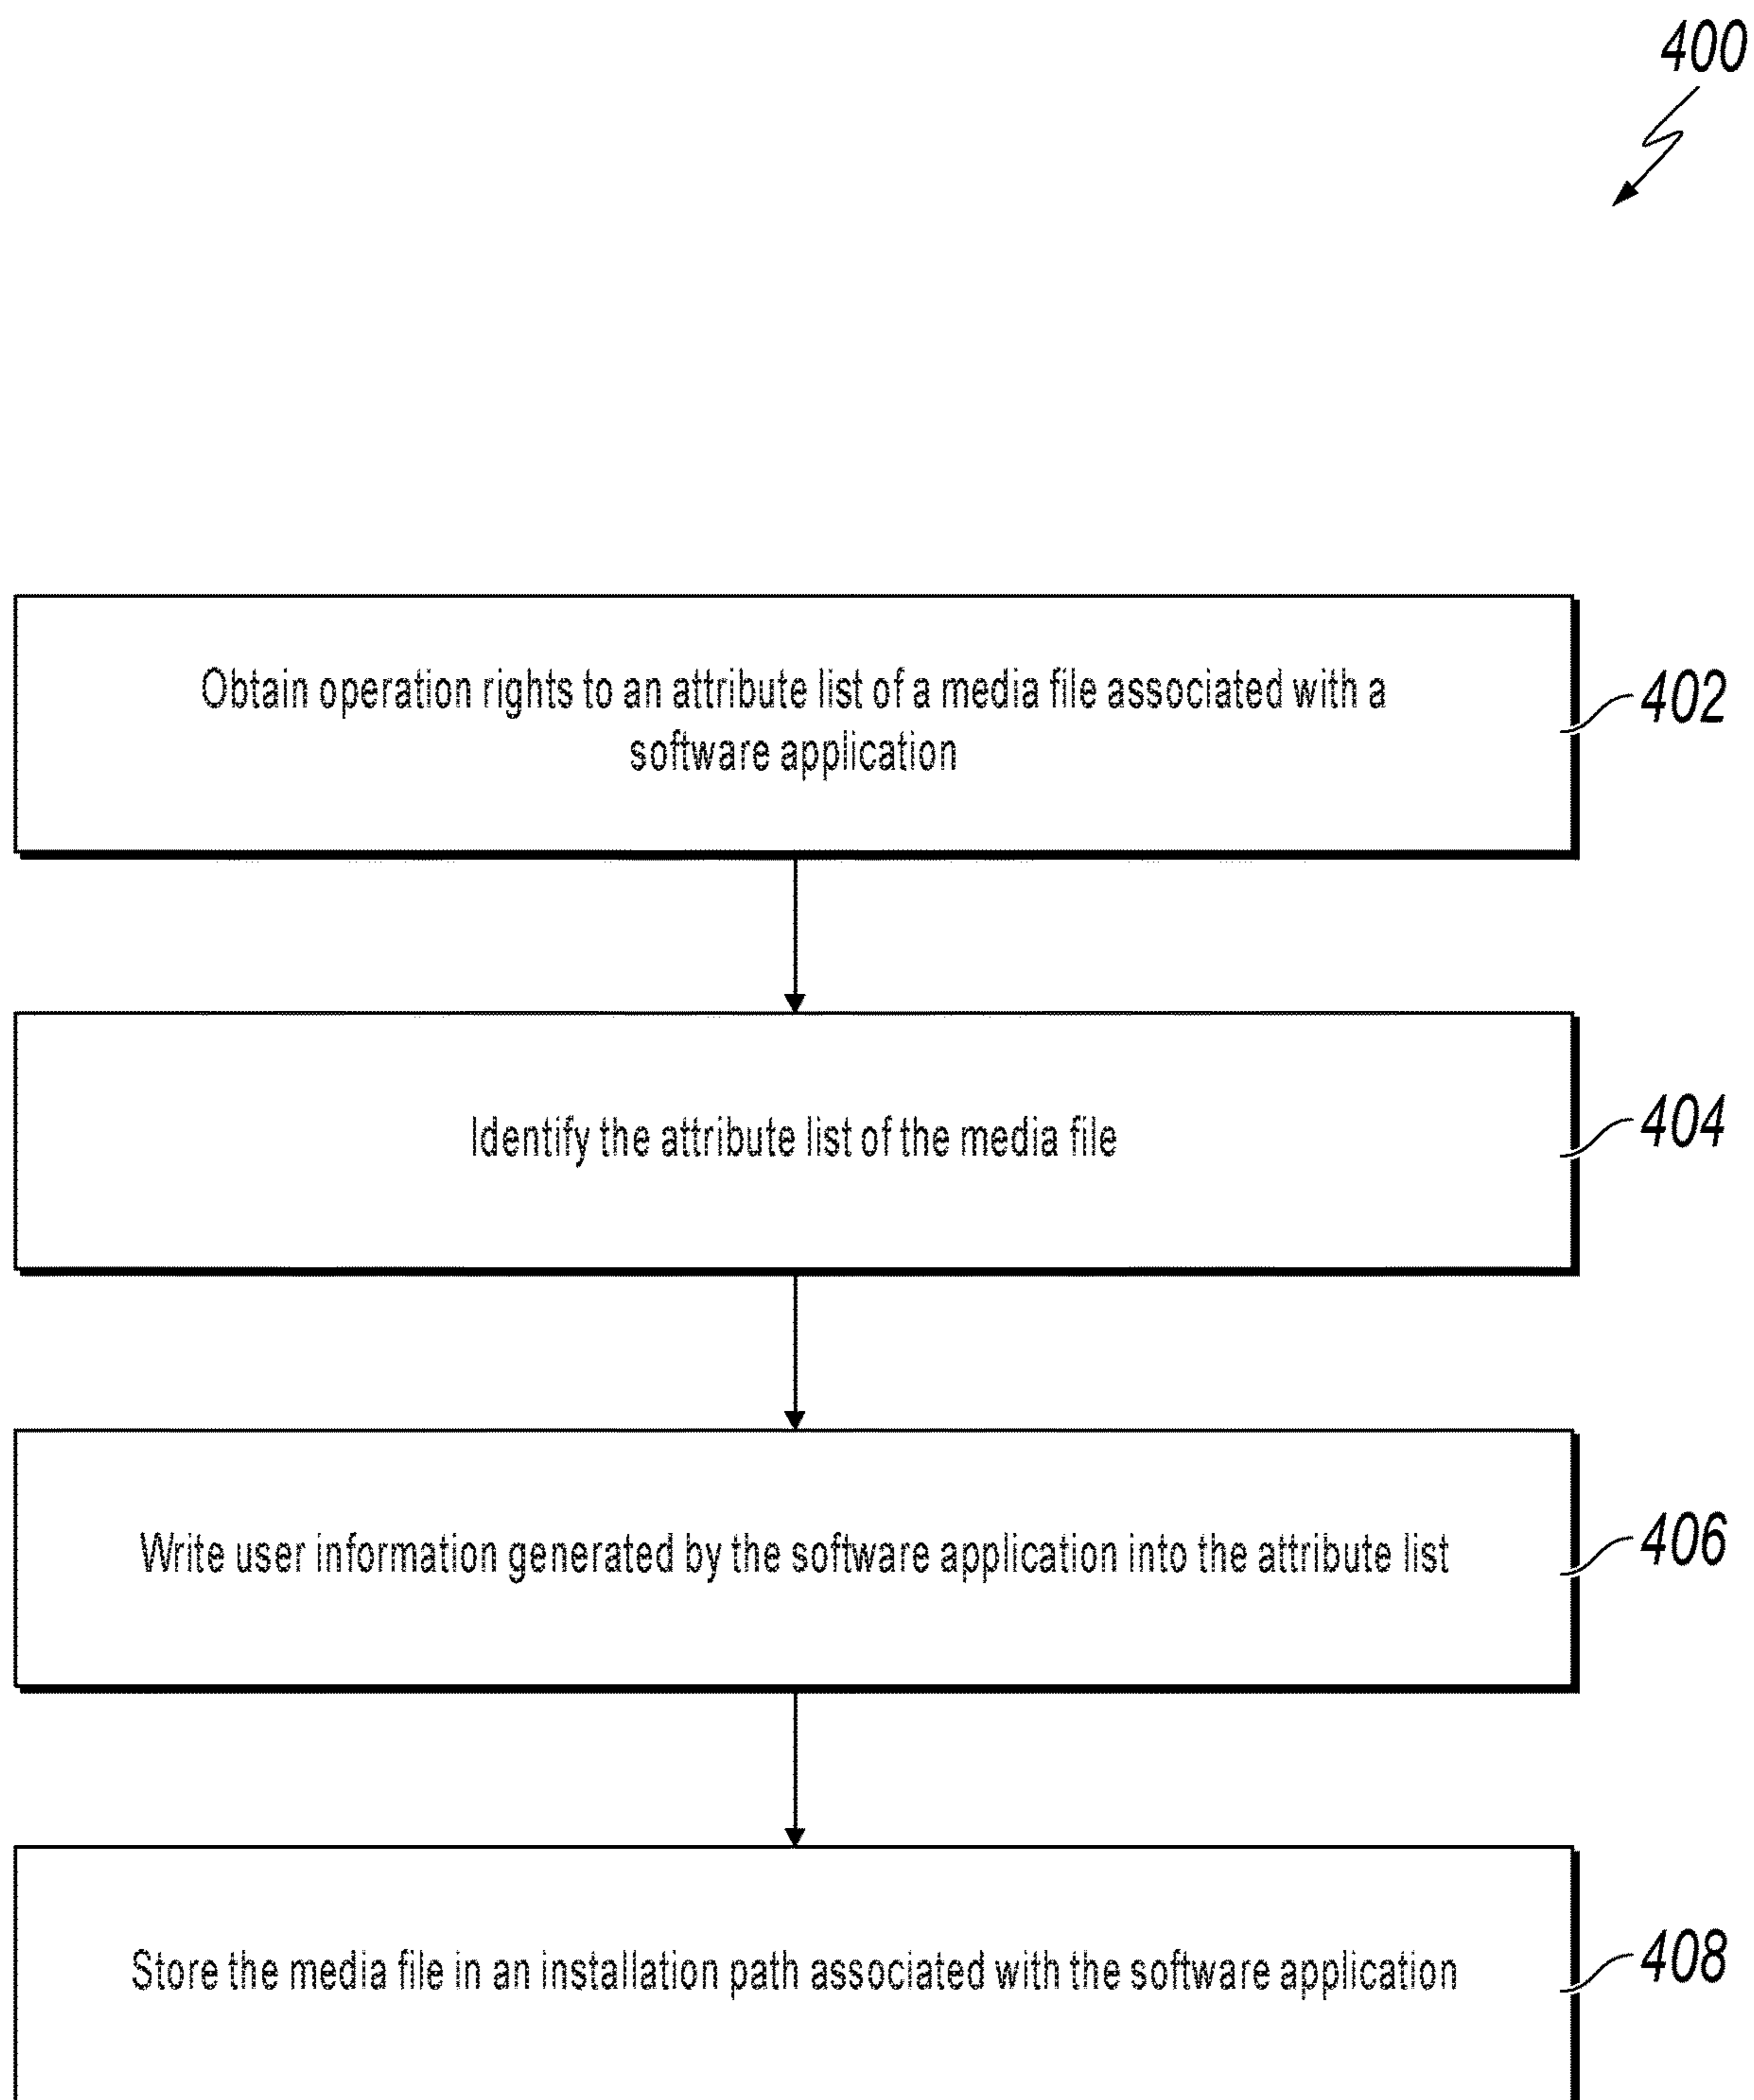 400
Obtain operation rights to an attribute list of a media file associated with a
software application
402
Identify the attribute list of the media file
404
Write user information generated by the software application into the attribute list
406
Store the media file in an installation path associated with the software application
408